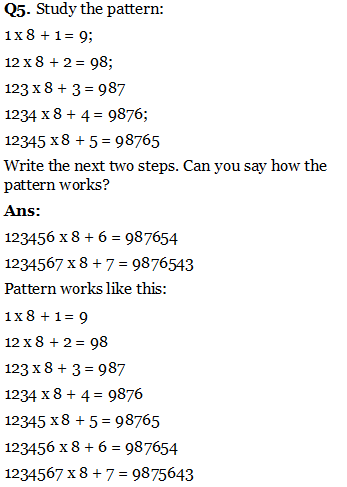 Q5. Study the pattern:
1 x 8 + 1 = 9;
12 x 8 + 2 = 98;
123 x 8 + 3 = 987
1234 x 8 + 4 = 9876;
12345 x 8 + 5 = 98765
Write the next two steps. Can you say how the
pattern works?
Ans:
123456 x 8 + 6 = 987654
1234567 x 8 + 7 = 9876543
Pattern works like this:
1 x 8 + 1 = 9
12 x 8 + 2 = 98
123 x 8 + 3 = 987
1234 x 8 + 4 = 9876
12345 x 8 + 5 = 98765
123456 x 8 + 6 = 987654
1234567 x 8 + 7 = 9875643